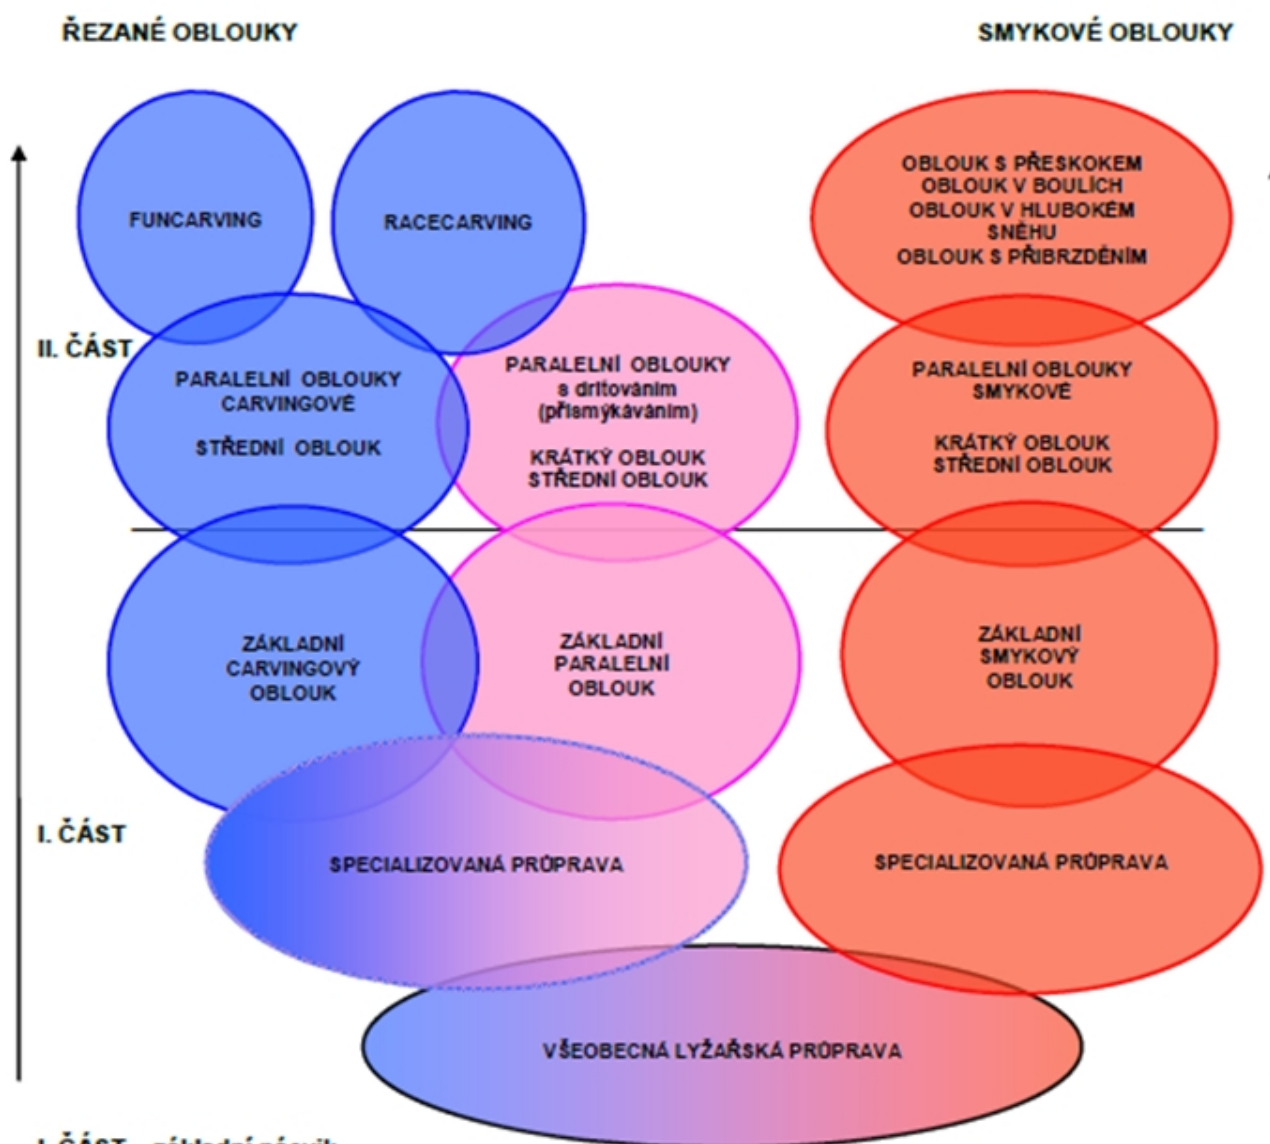 ŘEZANÉ OBLOUKY
SMYKOVÉ OBLOUKY
FUNCARVING
RACECARVING
OBLOUK S PŘESKOKEM
OBLOUK V BOULÍCH
OBLOUK V HLUBOKÉM
SNĚHU
OBLOUK S PŘIBRZDĚNÍM
II. ČÁST
PARALELNÍ OBLOUKY
CARVINGOVÉ
STŘEDNÍ OBLOUK
PARALELNÍ OBLOUKY
s driftováním
(přismýkáváním)
KRÁTKÝ OBLOUK
STŘEDNÍ OBLOUK
PARALELNÍ OBLOUKY
SMYKOVÉ
KRÁTKÝ OBLOUK
STŘEDNÍ OBLOUK
ZÁKLADNÍ
CARVINGOVÝ
OBLOUK
ZÁKLADNÍ
PARALELNÍ
OBLOUK
ZÁKLADNÍ
SMYKOVÝ
OBLOUK
I. ČÁST
SPECIALIZOVANÁ PRŮPRAVA
SPECIALIZOVANÁ PRŮPRAVA
VŠEOBECNÁ LYŽAŘSKÁ PRŮPRAVA